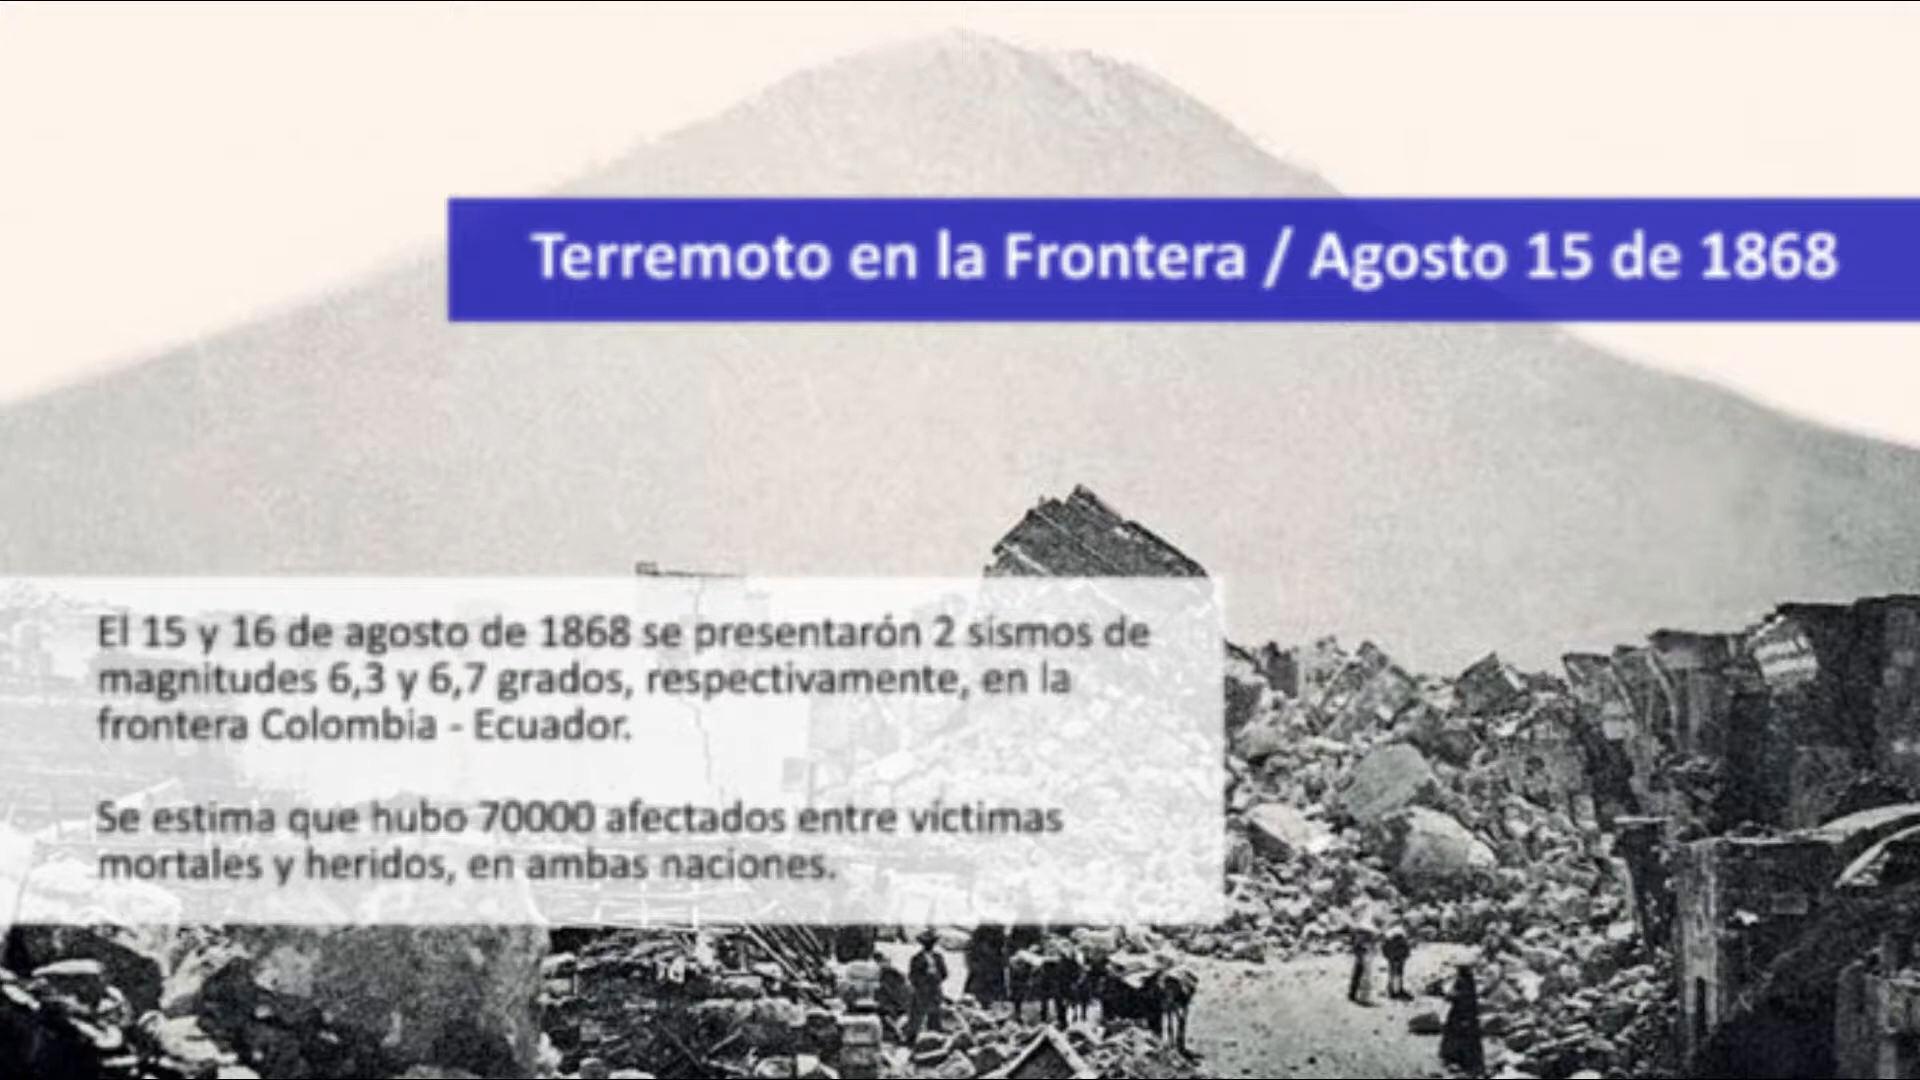 Terremoto en la Frontera / Agosto 15 de 1868
El 15 y 16 de agosto de 1868 se presentarón 2 sismos de
magnitudes 6,3 y 6,7 grados, respectivamente, en la
frontera Colombia - Ecuador.
Se estima que hubo 70000 afectados entre víctimas
mortales y heridos, en ambas naciones.